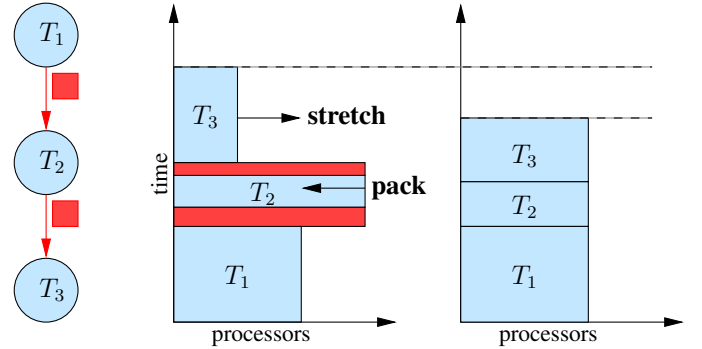 T1
T2
T3
time
T3
stretch
T2
pack
T1
processors
T3
T2
T1
processors